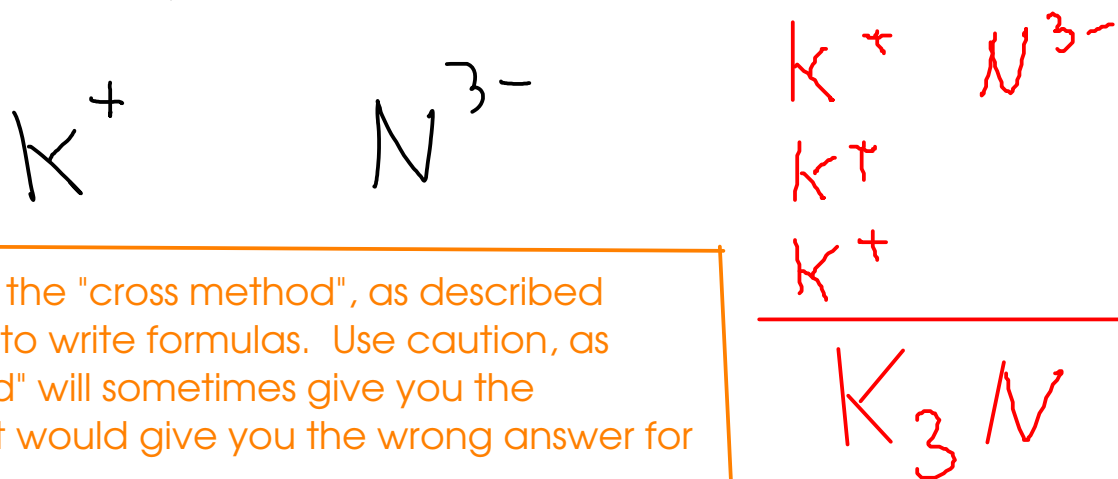 K⁺ N³⁻
the "cross method", as described
to write formulas. Use caution, as
d" will sometimes give you the
t would give you the wrong answer for
K⁺ N³⁻
K⁺
K⁺
K₃N